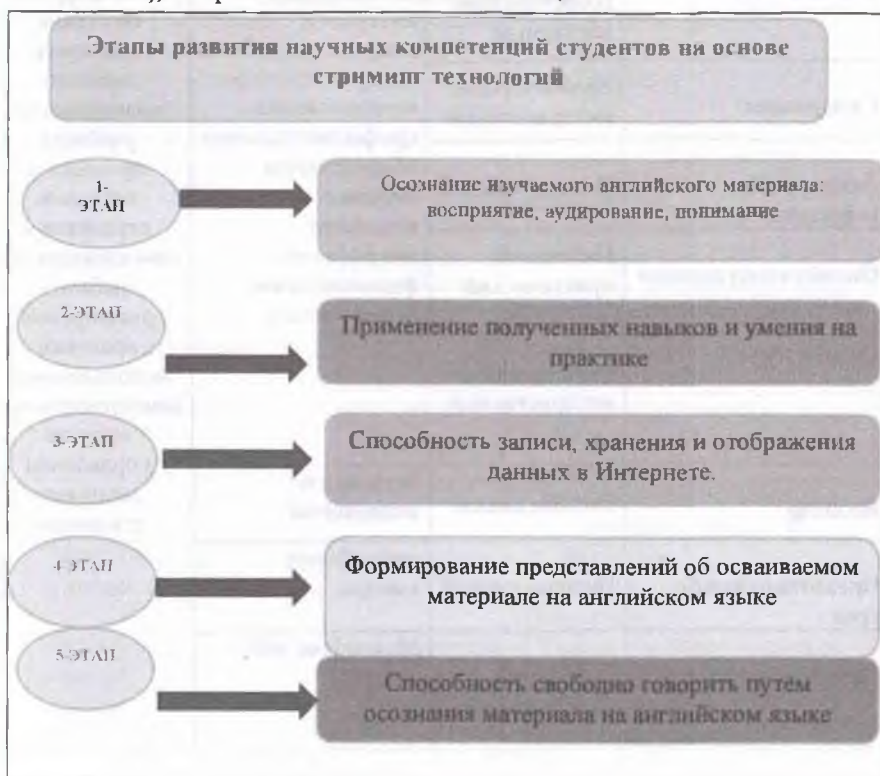 Этапы развития научных компетенций студентов на основе
стриминг технологий
1-
ЭТАП
Осознание изучаемого английского материала:
восприятие, аудирование, понимание
2-ЭТАП
Применение полученных навыков и умения на
практике
3-ЭТАП
Способность записи, хранения и отображения
данных в Интернете.
4-ЭТАП
Формирование представлений об осваиваемом
материале на английском языке
5-ЭТАП
Способность свободно говорить путем
осознания материала на английском языке